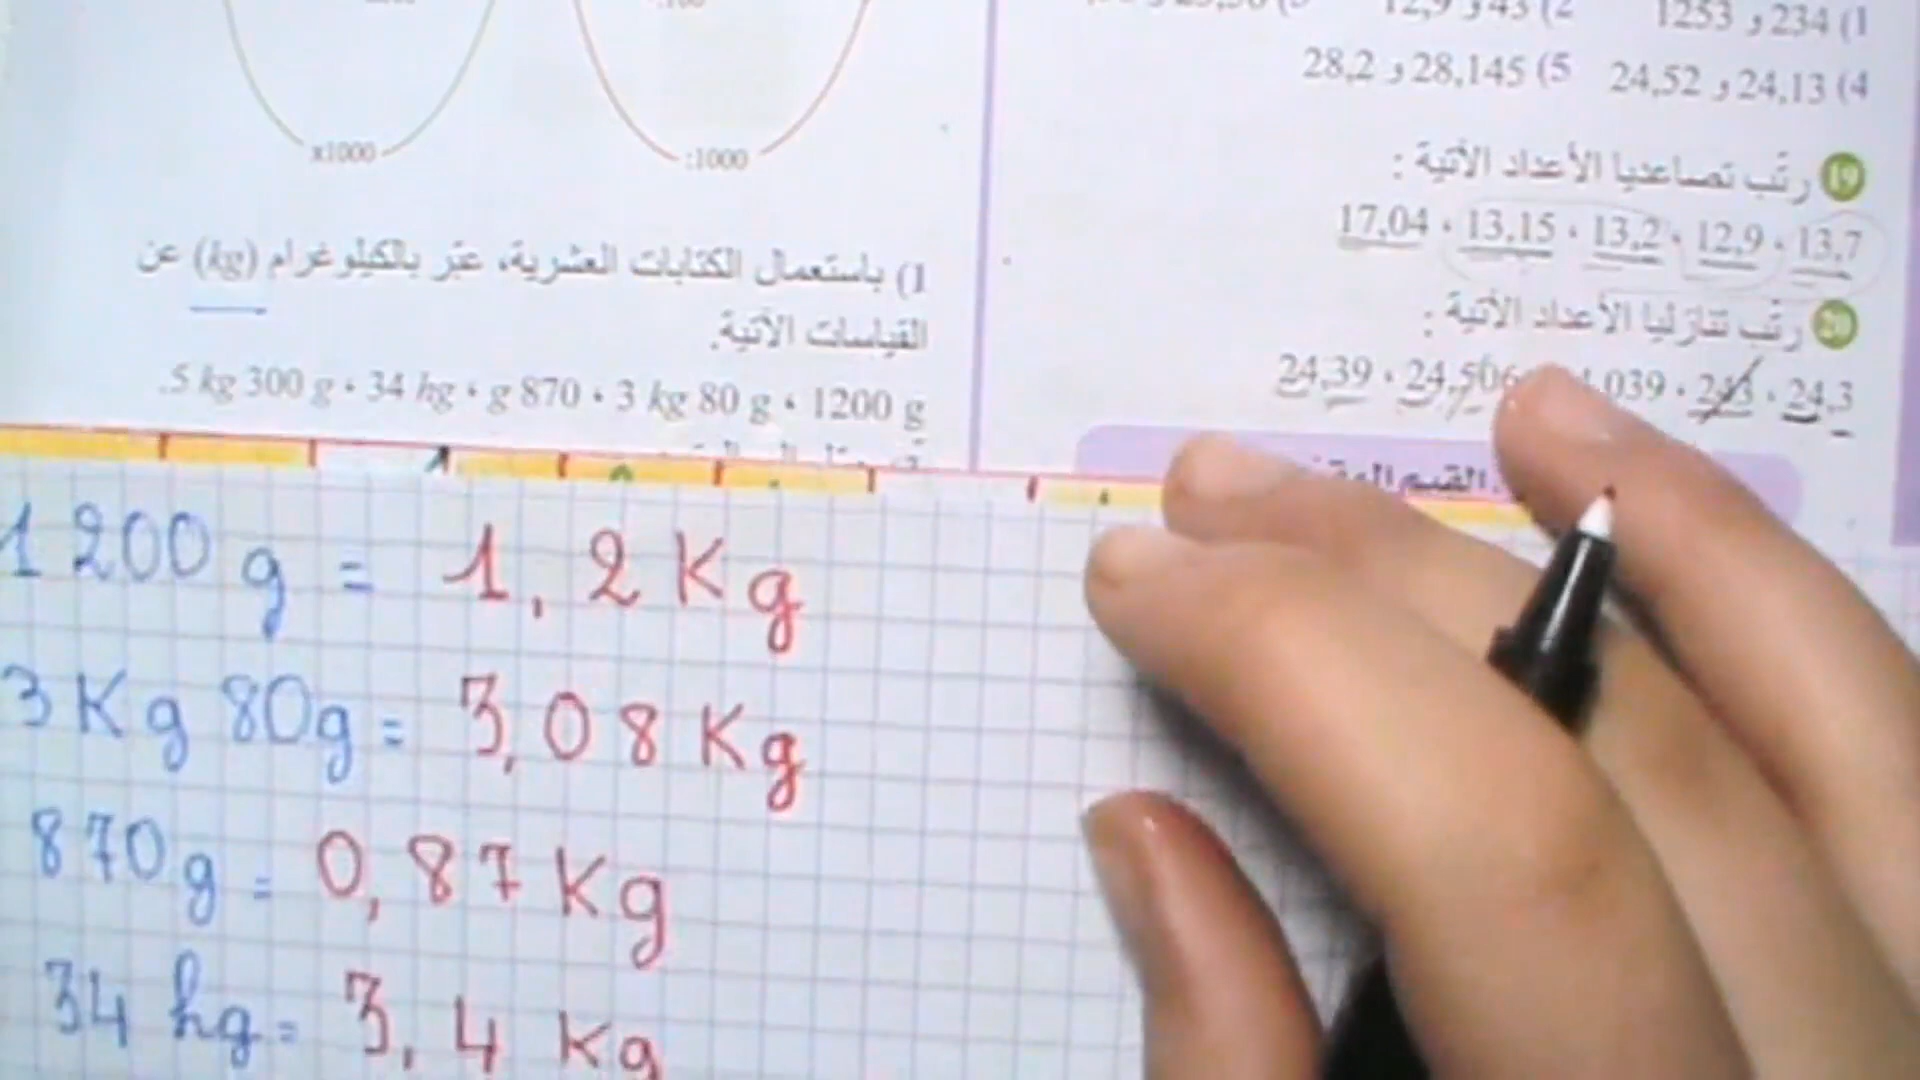 1) 234 و 1253
4) 24,13 و 24,52 5) 28,145 و 28,2
19 رتّب تصاعديا الأعداد الآتية :
13,7 ، 12,9 ، 13,2 ، 13,15 ، 17,04
20 رتّب تنازليا الأعداد الآتية :
24,3 ، 243 ، 039 ، 24,506 ، 24,39
x1000
:1000
1) باستعمال الكتابات العشرية، عبّر بالكيلوغرام (kg) عن
القياسات الآتية.
1200 g ، 3 kg 80 g ، 870 g ، 34 hg ، 5 kg 300 g.
1200 g = 1,2 Kg
3 Kg 80g = 3,08 Kg
870g = 0,87 Kg
34 hg = 3,4 Kg